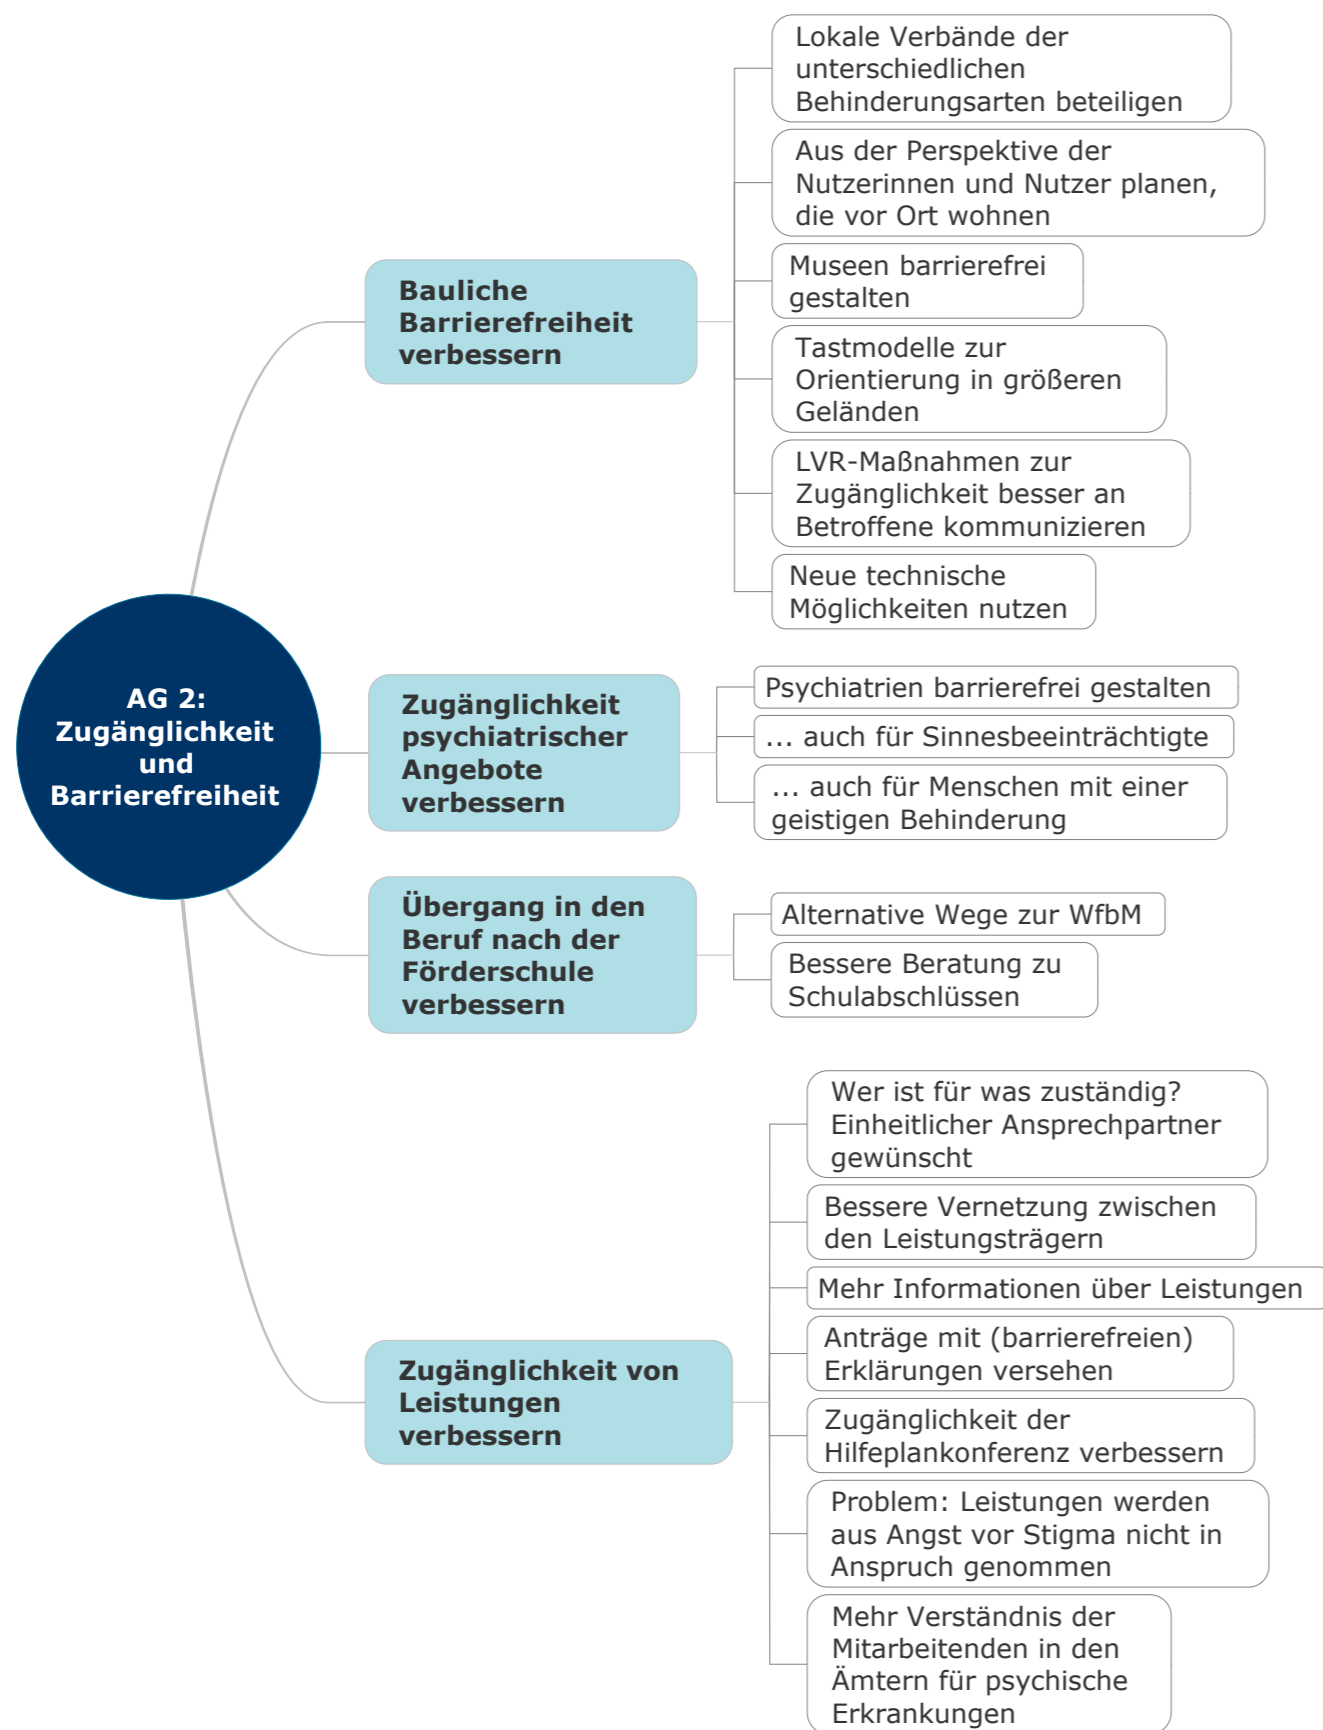 AG 2:
Zugänglichkeit
und
Barrierefreiheit
Bauliche
Barrierefreiheit
verbessern
Lokale Verbände der
unterschiedlichen
Behinderungsarten beteiligen
Aus der Perspektive der
Nutzerinnen und Nutzer planen,
die vor Ort wohnen
Museen barrierefrei
gestalten
Tastmodelle zur
Orientierung in größeren
Geländen
LVR-Maßnahmen zur
Zugänglichkeit besser an
Betroffene kommunizieren
Neue technische
Möglichkeiten nutzen
Zugänglichkeit
psychiatrischer
Angebote
verbessern
Psychiatrien barrierefrei gestalten
... auch für Sinnesbeeinträchtigte
... auch für Menschen mit einer
geistigen Behinderung
Übergang in den
Beruf nach der
Förderschule
verbessern
Alternative Wege zur WfbM
Bessere Beratung zu
Schulabschlüssen
Zugänglichkeit von
Leistungen
verbessern
Wer ist für was zuständig?
Einheitlicher Ansprechpartner
gewünscht
Bessere Vernetzung zwischen
den Leistungsträgern
Mehr Informationen über Leistungen
Anträge mit (barrierefreien)
Erklärungen versehen
Zugänglichkeit der
Hilfeplankonferenz verbessern
Problem: Leistungen werden
aus Angst vor Stigma nicht in
Anspruch genommen
Mehr Verständnis der
Mitarbeitenden in den
Ämtern für psychische
Erkrankungen